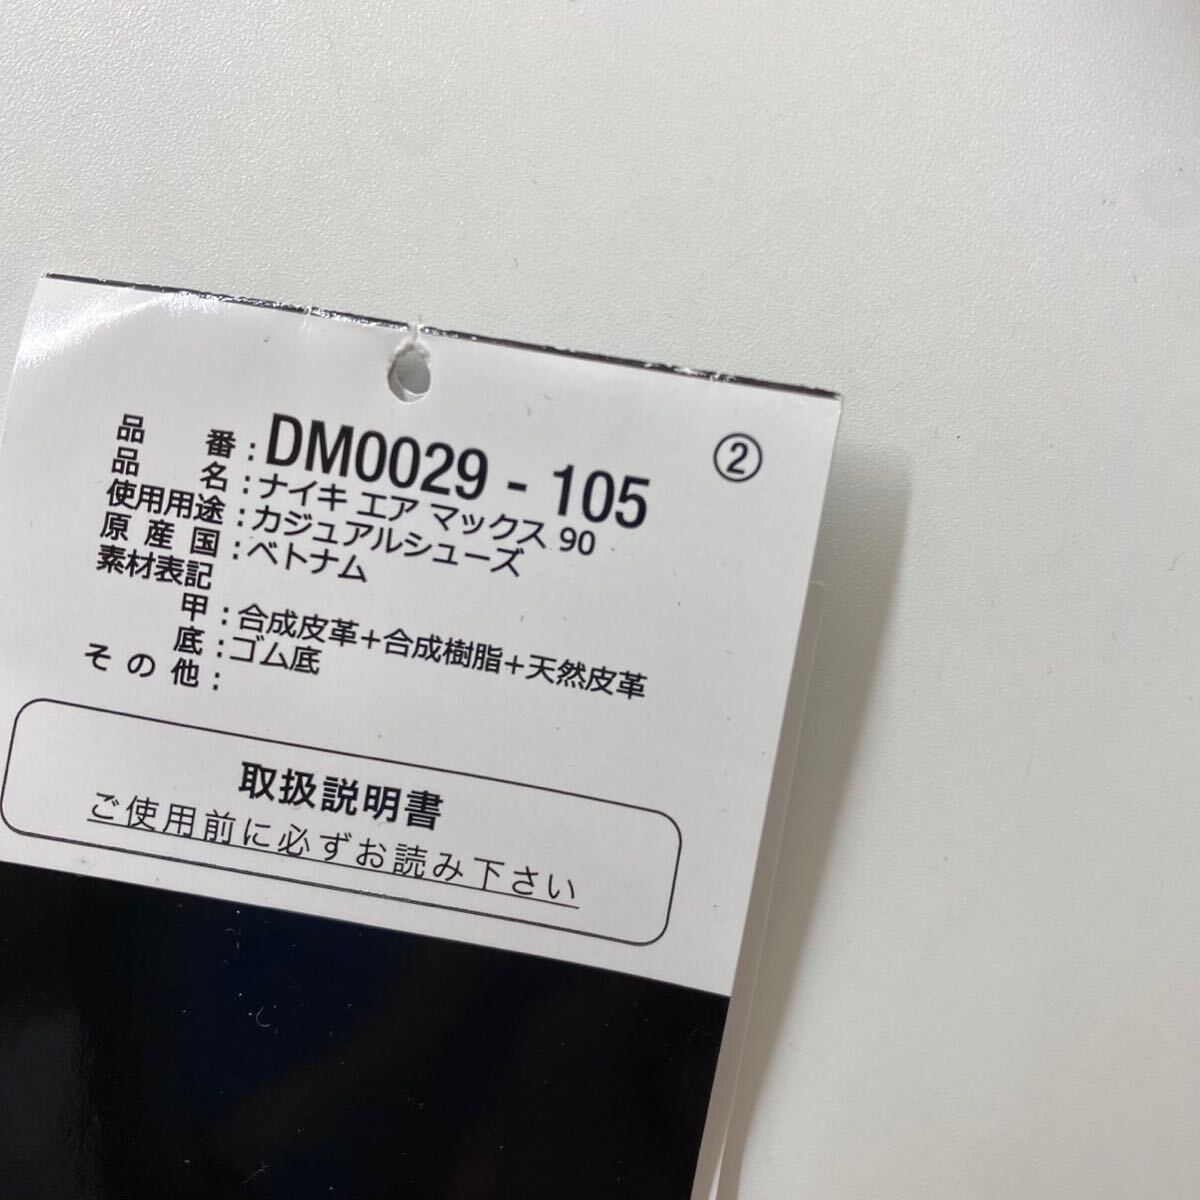 品番:DM0029-105 ②
品名:ナイキ エア マックス 90
使用用途:カジュアルシューズ
原産国:ベトナム
素材表記
甲:合成皮革+合成樹脂+天然皮革
底:ゴム底
その他:
取扱説明書
ご使用前に必ずお読み下さい